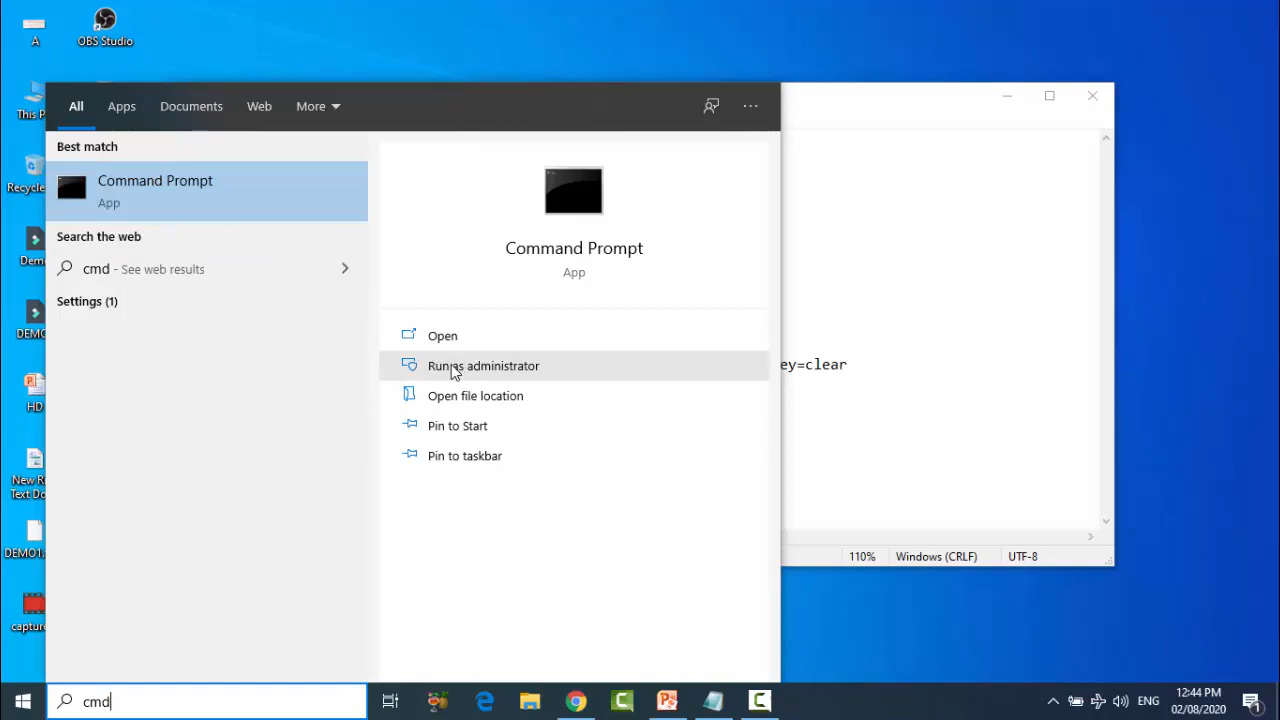 A
OBS Studio
This P
Recycle
Demo
DEMO
HD
New R
Text Do
DEMO1.
capture
All Apps Documents Web More
Best match
Command Prompt
App
Search the web
cmd - See web results
Settings (1)
Command Prompt
App
Open
Run as administrator
Open file location
Pin to Start
Pin to taskbar
ey=clear
110% Windows (CRLF) UTF-8
cmd
ENG
12:44 PM
02/08/2020
1